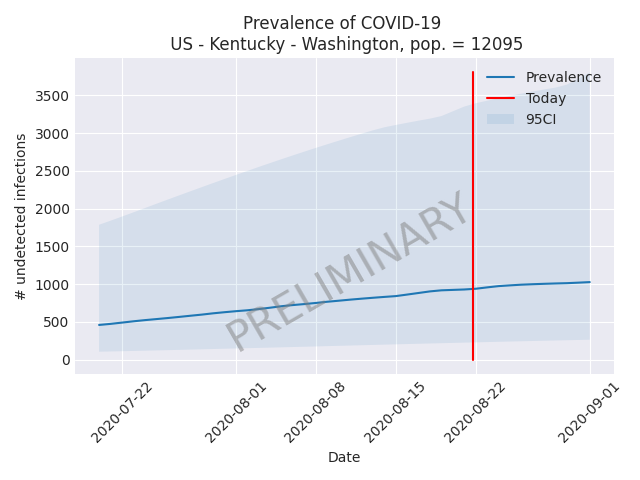 Prevalence of COVID-19
US - Kentucky - Washington, pop. = 12095
# undetected infections
3500
3000
2500
2000
1500
1000
500
0
Prevalence
Today
95CI
PRELIMINARY
2020-07-22
2020-08-01
2020-08-08
2020-08-15
2020-08-22
2020-09-01
Date